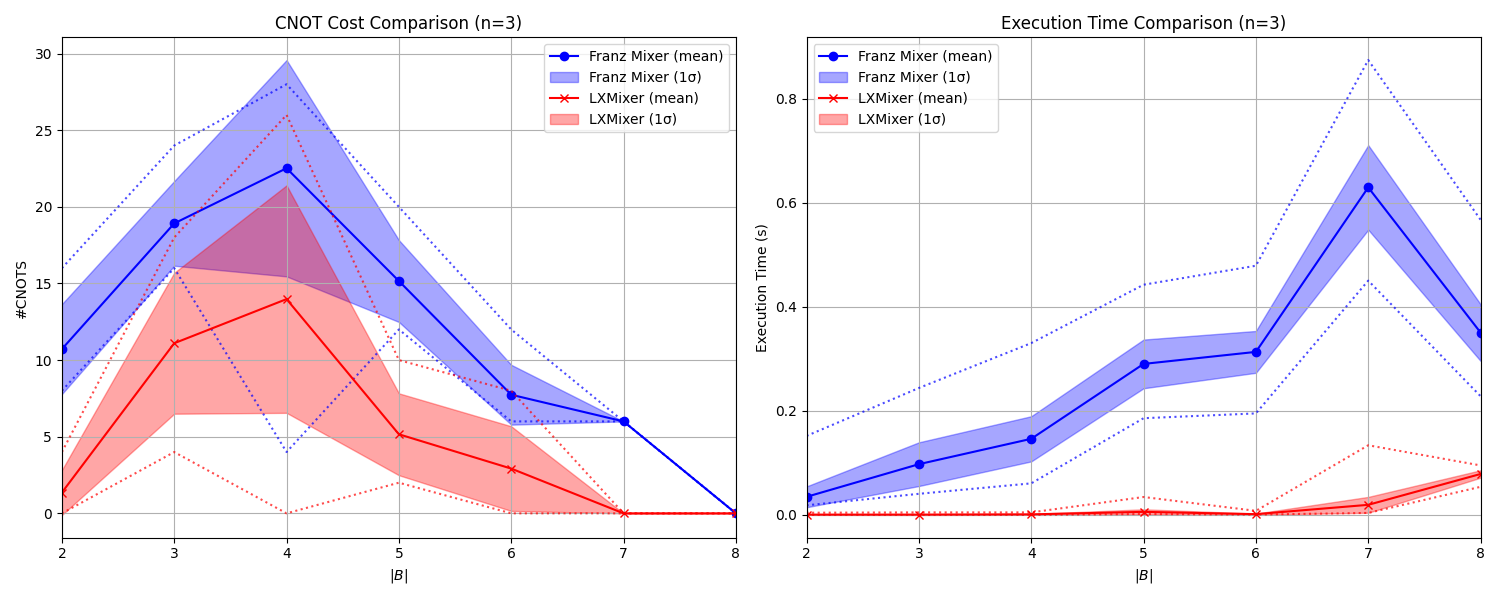 CNOT Cost Comparison (n=3)
30
25
20
15
10
5
0
#CNOTS
2 3 4 5 6 7 8
|B|
Franz Mixer (mean)
Franz Mixer (1σ)
LXMixer (mean)
LXMixer (1σ)
Execution Time Comparison (n=3)
0.8
0.6
0.4
0.2
0.0
Execution Time (s)
2 3 4 5 6 7 8
|B|
Franz Mixer (mean)
Franz Mixer (1σ)
LXMixer (mean)
LXMixer (1σ)